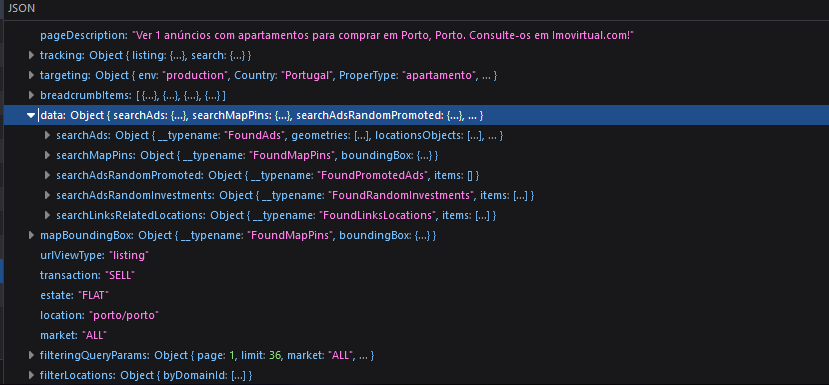 JSON
pageDescription: "Ver 1 anúncios com apartamentos para comprar em Porto, Porto. Consulte-os em Imovirtual.com!"
tracking: Object { listing: {…}, search: {…} }
targeting: Object { env: "production", Country: "Portugal", ProperType: "apartamento", … }
breadcrumbItems: [ {…}, {…}, {…}, {…} ]
data: Object { searchAds: {…}, searchMapPins: {…}, searchAdsRandomPromoted: {…}, … }
searchAds: Object { __typename: "FoundAds", geometries: […], locationsObjects: […], … }
searchMapPins: Object { __typename: "FoundMapPins", boundingBox: {…} }
searchAdsRandomPromoted: Object { __typename: "FoundPromotedAds", items: [] }
searchAdsRandomInvestments: Object { __typename: "FoundRandomInvestments", items: […] }
searchLinksRelatedLocations: Object { __typename: "FoundLinksLocations", items: […] }
mapBoundingBox: Object { __typename: "FoundMapPins", boundingBox: {…} }
urlViewType: "listing"
transaction: "SELL"
estate: "FLAT"
location: "porto/porto"
market: "ALL"
filteringQueryParams: Object { page: 1, limit: 36, market: "ALL", … }
filterLocations: Object { byDomainId: […] }